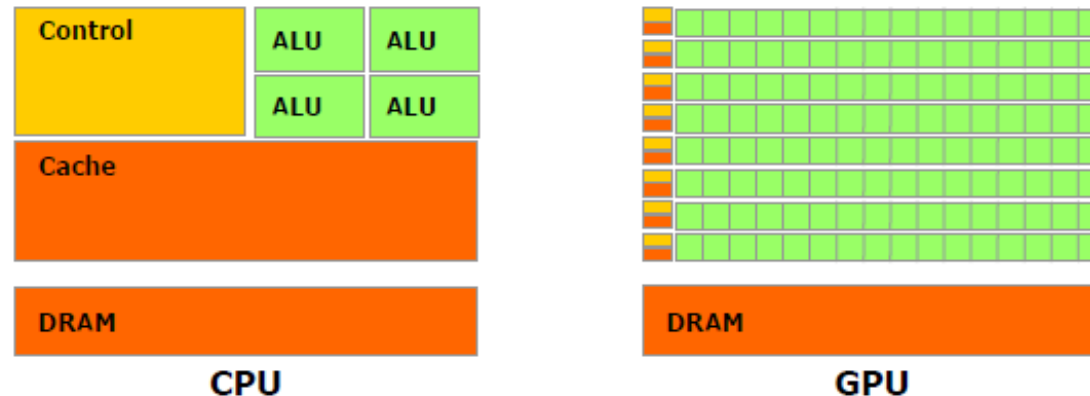 Control
ALU ALU
ALU ALU
Cache
DRAM
CPU
DRAM
GPU